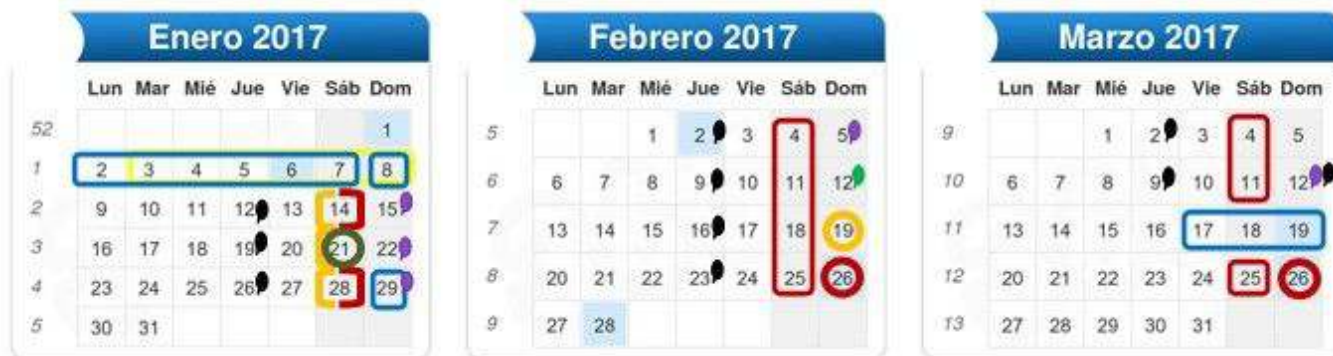 Enero 2017
Lun Mar Mié Jue Vie Sáb Dom
52 1
1 2 3 4 5 6 7 8
2 9 10 11 12 13 14 15
3 16 17 18 19 20 21 22
4 23 24 25 26 27 28 29
5 30 31
Febrero 2017
Lun Mar Mié Jue Vie Sáb Dom
5 1 2 3 4 5
6 6 7 8 9 10 11 12
7 13 14 15 16 17 18 19
8 20 21 22 23 24 25 26
9 27 28
Marzo 2017
Lun Mar Mié Jue Vie Sáb Dom
9 1 2 3 4 5
10 6 7 8 9 10 11 12
11 13 14 15 16 17 18 19
12 20 21 22 23 24 25 26
13 27 28 29 30 31